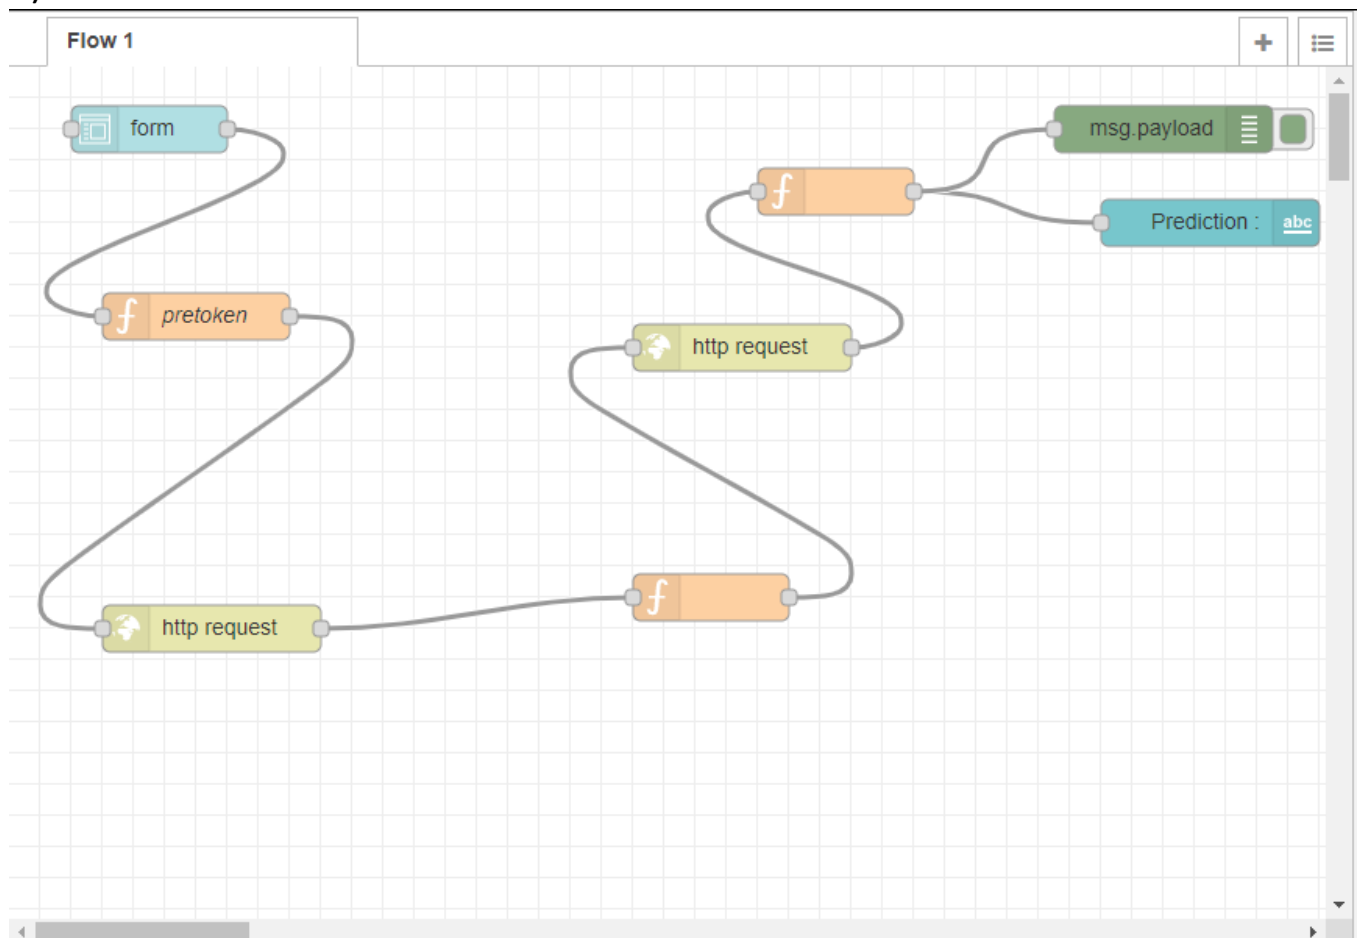 Flow 1
form
msg.payload
Prediction :
abc
pretoken
http request
http request